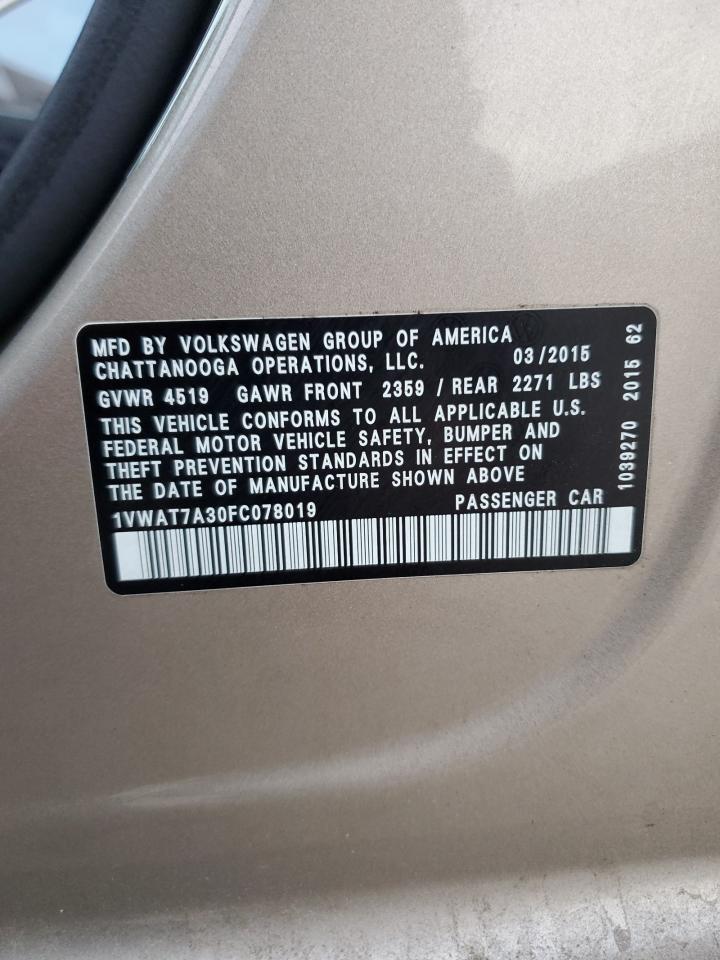 MFD BY VOLKSWAGEN GROUP OF AMERICA
CHATTANOOGA OPERATIONS, LLC. 03/2015
GVWR 4519 GAWR FRONT 2359 / REAR 2271 LBS
THIS VEHICLE CONFORMS TO ALL APPLICABLE U.S.
FEDERAL MOTOR VEHICLE SAFETY, BUMPER AND
THEFT PREVENTION STANDARDS IN EFFECT ON
THE DATE OF MANUFACTURE SHOWN ABOVE
1VWAT7A30FC078019 PASSENGER CAR
1039270 2015 62